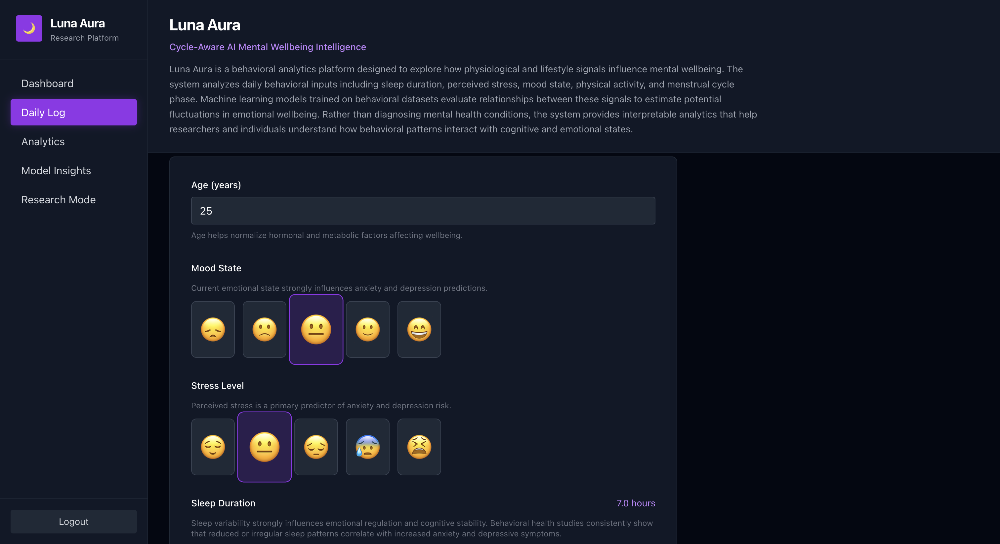 Luna Aura
Research Platform
Dashboard
Daily Log
Analytics
Model Insights
Research Mode
Logout
Luna Aura
Cycle-Aware AI Mental Wellbeing Intelligence
Luna Aura is a behavioral analytics platform designed to explore how physiological and lifestyle signals influence mental wellbeing. The
system analyzes daily behavioral inputs including sleep duration, perceived stress, mood state, physical activity, and menstrual cycle
phase. Machine learning models trained on behavioral datasets evaluate relationships between these signals to estimate potential
fluctuations in emotional wellbeing. Rather than diagnosing mental health conditions, the system provides interpretable analytics that help
researchers and individuals understand how behavioral patterns interact with cognitive and emotional states.
Age (years)
25
Age helps normalize hormonal and metabolic factors affecting wellbeing.
Mood State
Current emotional state strongly influences anxiety and depression predictions.
Stress Level
Perceived stress is a primary predictor of anxiety and depression risk.
Sleep Duration
7.0 hours
Sleep variability strongly influences emotional regulation and cognitive stability. Behavioral health studies consistently show
that reduced or irregular sleep patterns correlate with increased anxiety and depressive symptoms.